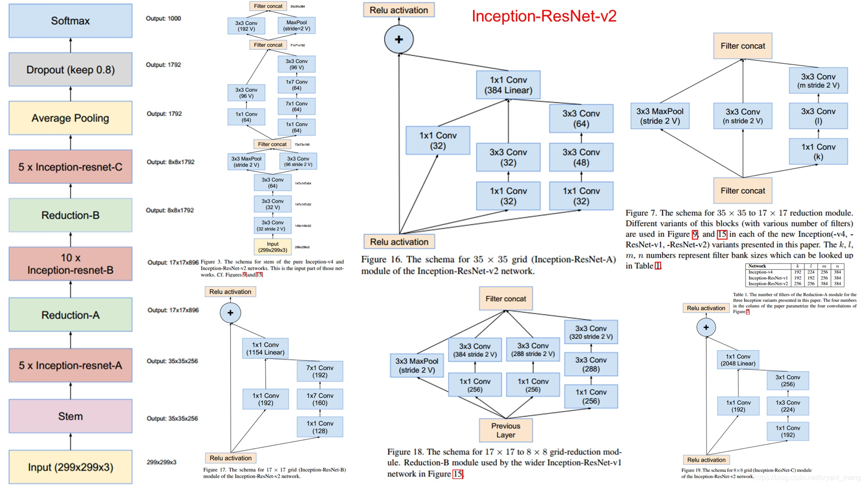 Inception-ResNet-v2
Softmax
Output: 1000
Dropout (keep 0.8)
Output: 1792
Average Pooling
Output: 1792
5 x Inception-resnet-C
Output: 8x8x1792
Reduction-B
Output: 8x8x1792
10 x
Inception-resnet-B
Output: 17x17x896
Reduction-A
Output: 17x17x896
5 x Inception-resnet-A
Output: 35x35x256
Stem
Output: 35x35x256
Input (299x299x3)
299x299x3
Filter concat
3x3 Conv
(192 V)
MaxPool
(stride=2 V)
Filter concat
3x3 Conv
(96 V)
3x3 Conv
(96 V)
1x7 Conv
(64)
1x1 Conv
(64)
7x1 Conv
(64)
1x1 Conv
(64)
Filter concat
3x3 MaxPool
(stride 2 V)
3x3 Conv
(96 stride 2 V)
3x3 Conv
(64)
3x3 Conv
(32 V)
3x3 Conv
(32 stride 2 V)
Input
(299x299x3)
Figure 3. The schema for stem of the pure Inception-v4 and
Inception-ResNet-v2 networks. This is the input part of those net-
works. Cf. Figures 9 and 15
Relu activation
+
1x1 Conv
(384 Linear)
1x1 Conv
(32)
3x3 Conv
(64)
3x3 Conv
(32)
3x3 Conv
(48)
1x1 Conv
(32)
1x1 Conv
(32)
Relu activation
Figure 16. The schema for 35 × 35 grid (Inception-ResNet-A)
module of the Inception-ResNet-v2 network.
Filter concat
3x3 MaxPool
(stride 2 V)
3x3 Conv
(n stride 2 V)
3x3 Conv
(m stride 2 V)
3x3 Conv
(l)
1x1 Conv
(k)
Filter concat
Figure 7. The schema for 35 × 35 to 17 × 17 reduction module.
Different variants of this blocks (with various number of filters)
are used in Figure 9, and 15 in each of the new Inception(-v4, -
ResNet-v1, -ResNet-v2) variants presented in this paper. The k, l,
m, n numbers represent filter bank sizes which can be looked up
in Table 1.
Network k l m n
Inception-v4 192 224 256 384
Inception-ResNet-v1 192 192 256 384
Inception-ResNet-v2 256 256 384 384
Table 1. The number of filters of the Reduction-A module for the
three Inception variants presented in this paper. The four numbers
in the colums of the paper parametrize the four convolutions of
Figure 7
Relu activation
+
1x1 Conv
(1154 Linear)
7x1 Conv
(192)
1x1 Conv
(192)
1x7 Conv
(160)
1x1 Conv
(128)
Relu activation
Figure 17. The schema for 17 × 17 grid (Inception-ResNet-B)
module of the Inception-ResNet-v2 network.
Filter concat
3x3 MaxPool
(stride 2 V)
3x3 Conv
(384 stride 2 V)
3x3 Conv
(288 stride 2 V)
3x3 Conv
(320 stride 2 V)
3x3 Conv
(288)
1x1 Conv
(256)
1x1 Conv
(256)
1x1 Conv
(256)
Previous
Layer
Figure 18. The schema for 17 × 17 to 8 × 8 grid-reduction mod-
ule. Reduction-B module used by the wider Inception-ResNet-v1
network in Figure 15.
Relu activation
+
1x1 Conv
(2048 Linear)
3x1 Conv
(256)
1x1 Conv
(192)
1x3 Conv
(224)
1x1 Conv
(192)
Relu activation
Figure 19. The schema for 8×8 grid (Inception-ResNet-C) module
of the Inception-ResNet-v2 network.